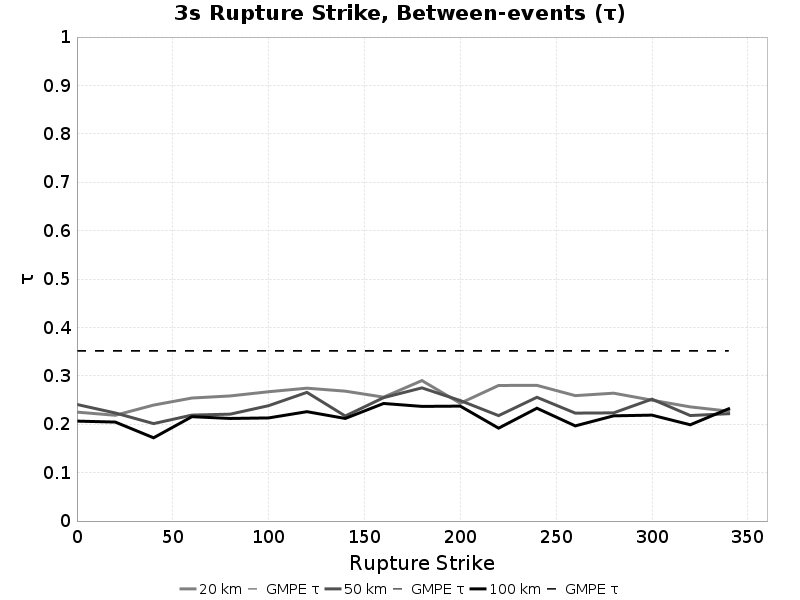 3s Rupture Strike, Between-events (τ)
1
0.9
0.8
0.7
0.6
0.5
0.4
0.3
0.2
0.1
0
τ
0 50 100 150 200 250 300 350
Rupture Strike
20 km GMPE τ 50 km GMPE τ 100 km GMPE τ